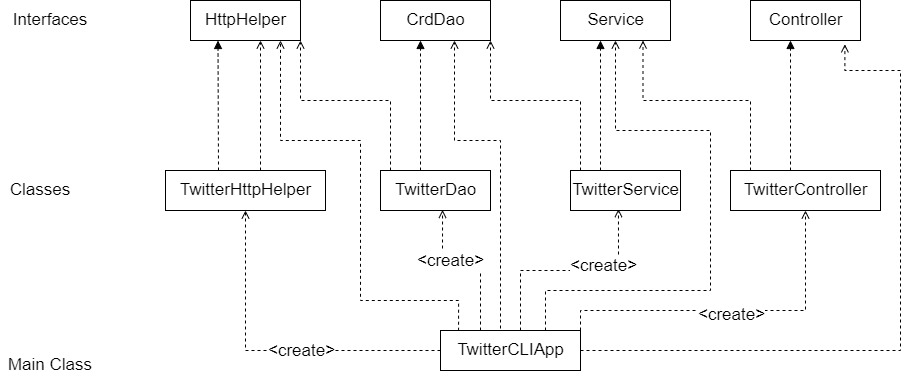 Interfaces
HttpHelper
CrdDao
Service
Controller
Classes
TwitterHttpHelper
TwitterDao
TwitterService
TwitterController
<create>
<create>
<create>
<create>
TwitterCLIApp
Main Class